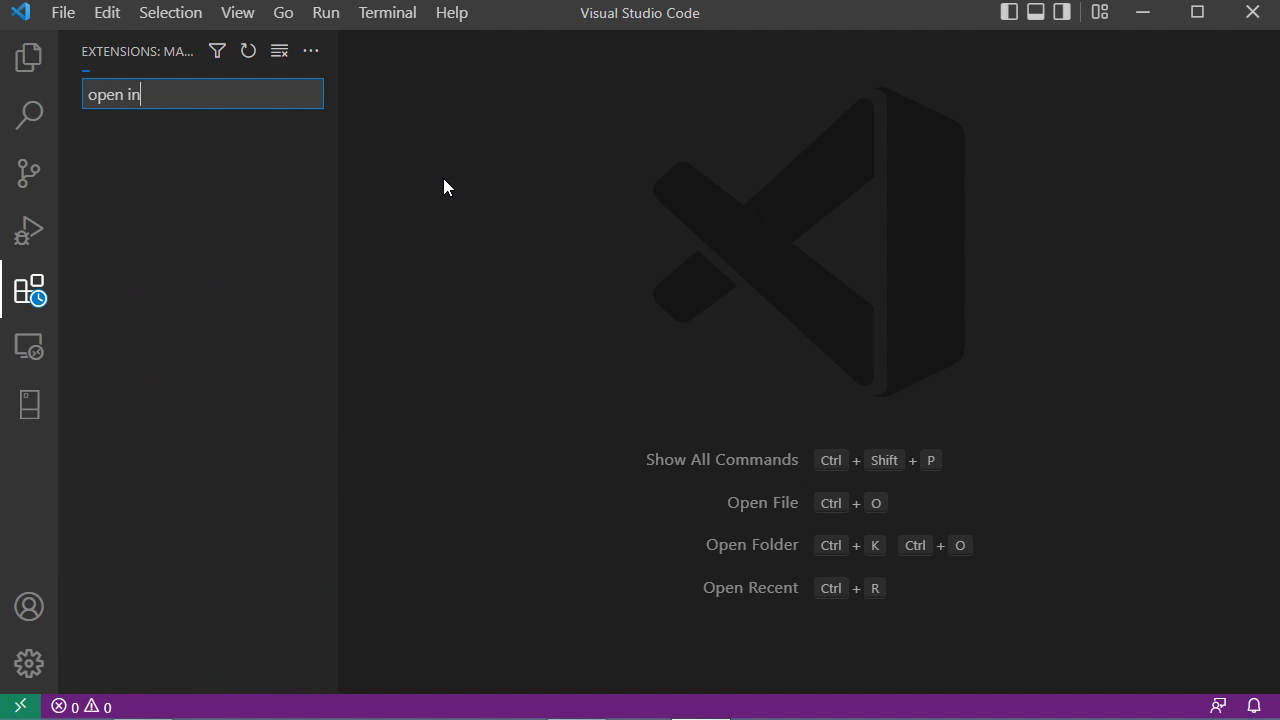 File Edit Selection View Go Run Terminal Help
Visual Studio Code
EXTENSIONS: MA...
open in
Show All Commands Ctrl + Shift + P
Open File Ctrl + O
Open Folder Ctrl + K Ctrl + O
Open Recent Ctrl + R
0 0